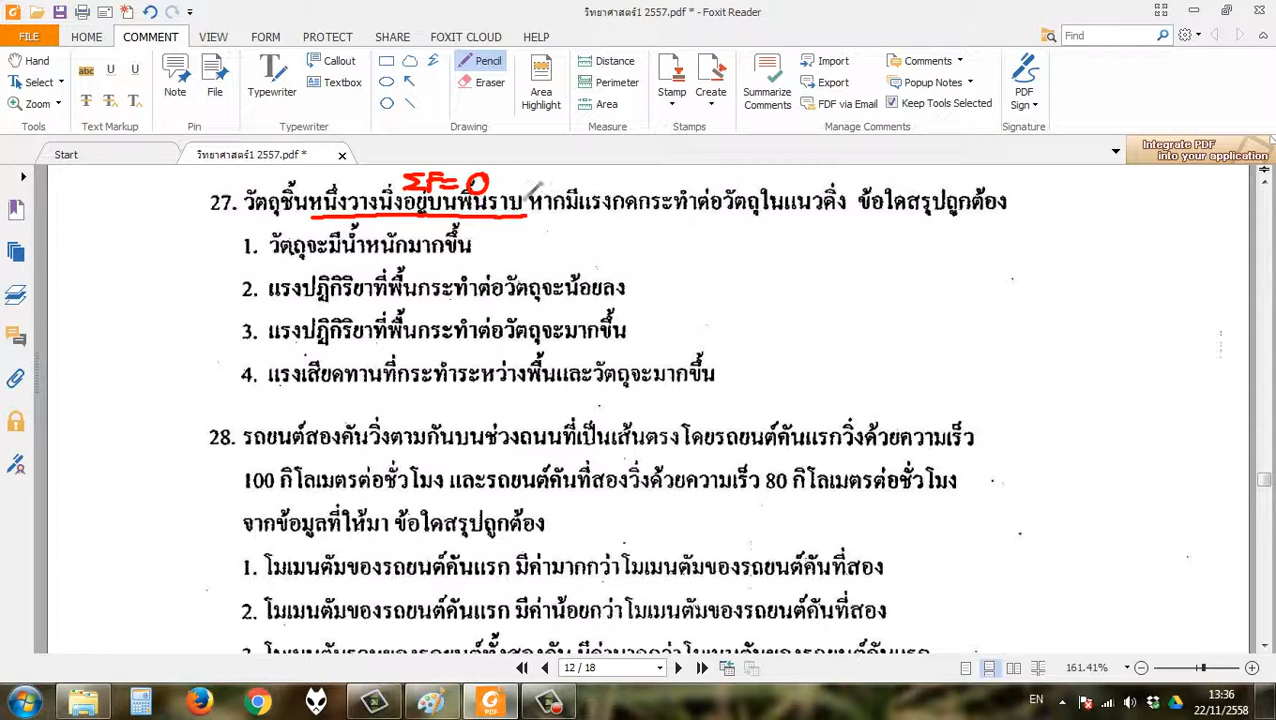 วิทยาศาสตร์1 2557.pdf * - Foxit Reader
FILE HOME COMMENT VIEW FORM PROTECT SHARE FOXIT CLOUD HELP Find
Hand Select Zoom Tools
abc U U T T T Text Markup
Note File Pin
Typewriter Callout Textbox Typewriter
Pencil Eraser Drawing
Area Highlight
Distance Perimeter Area Measure
Stamp Create Stamps
Summarize Comments Import Export FDF via Email Comments Popup Notes Keep Tools Selected Manage Comments
PDF Sign Signature
Start วิทยาศาสตร์1 2557.pdf * Integrate PDF into your application
ΣF=0
27. วัตถุชิ้นหนึ่งวางนิ่งอยู่บนพื้นราบ หากมีแรงกดกระทำต่อวัตถุในแนวดิ่ง ข้อใดสรุปถูกต้อง
1. วัตถุจะมีน้ำหนักมากขึ้น
2. แรงปฏิกิริยาที่พื้นกระทำต่อวัตถุจะน้อยลง
3. แรงปฏิกิริยาที่พื้นกระทำต่อวัตถุจะมากขึ้น
4. แรงเสียดทานที่กระทำระหว่างพื้นและวัตถุจะมากขึ้น
28. รถยนต์สองคันวิ่งตามกันบนช่วงถนนที่เป็นเส้นตรง โดยรถยนต์คันแรกวิ่งด้วยความเร็ว
100 กิโลเมตรต่อชั่วโมง และรถยนต์คันที่สองวิ่งด้วยความเร็ว 80 กิโลเมตรต่อชั่วโมง
จากข้อมูลที่ให้มา ข้อใดสรุปถูกต้อง
1. โมเมนตัมของรถยนต์คันแรก มีค่ามากกว่าโมเมนตัมของรถยนต์คันที่สอง
2. โมเมนตัมของรถยนต์คันแรก มีค่าน้อยกว่าโมเมนตัมของรถยนต์คันที่สอง
12 / 18 161.41%
EN 13:36
22/11/2558